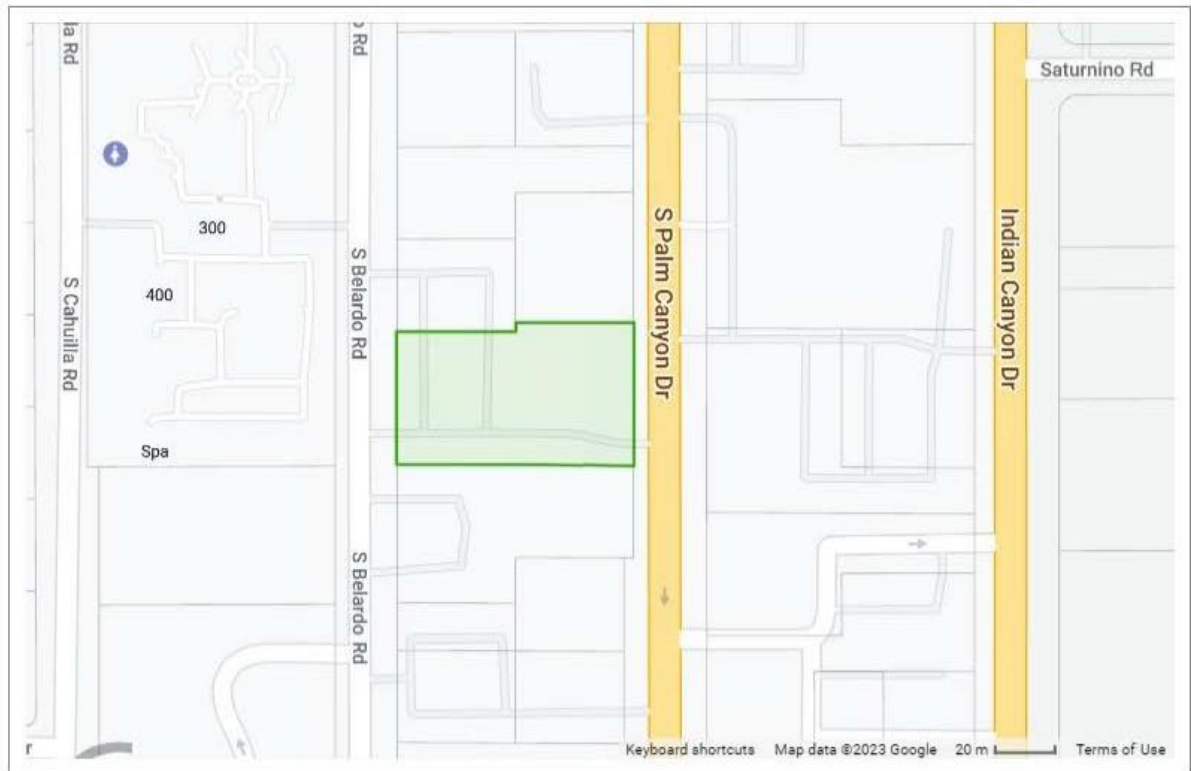 la Rd
o Rd
Saturnino Rd
300
400
S Cahuilla Rd
S Belardo Rd
S Palm Canyon Dr
Indian Canyon Dr
Spa
S Belardo Rd
r
Keyboard shortcuts Map data ©2023 Google 20 m Terms of Use